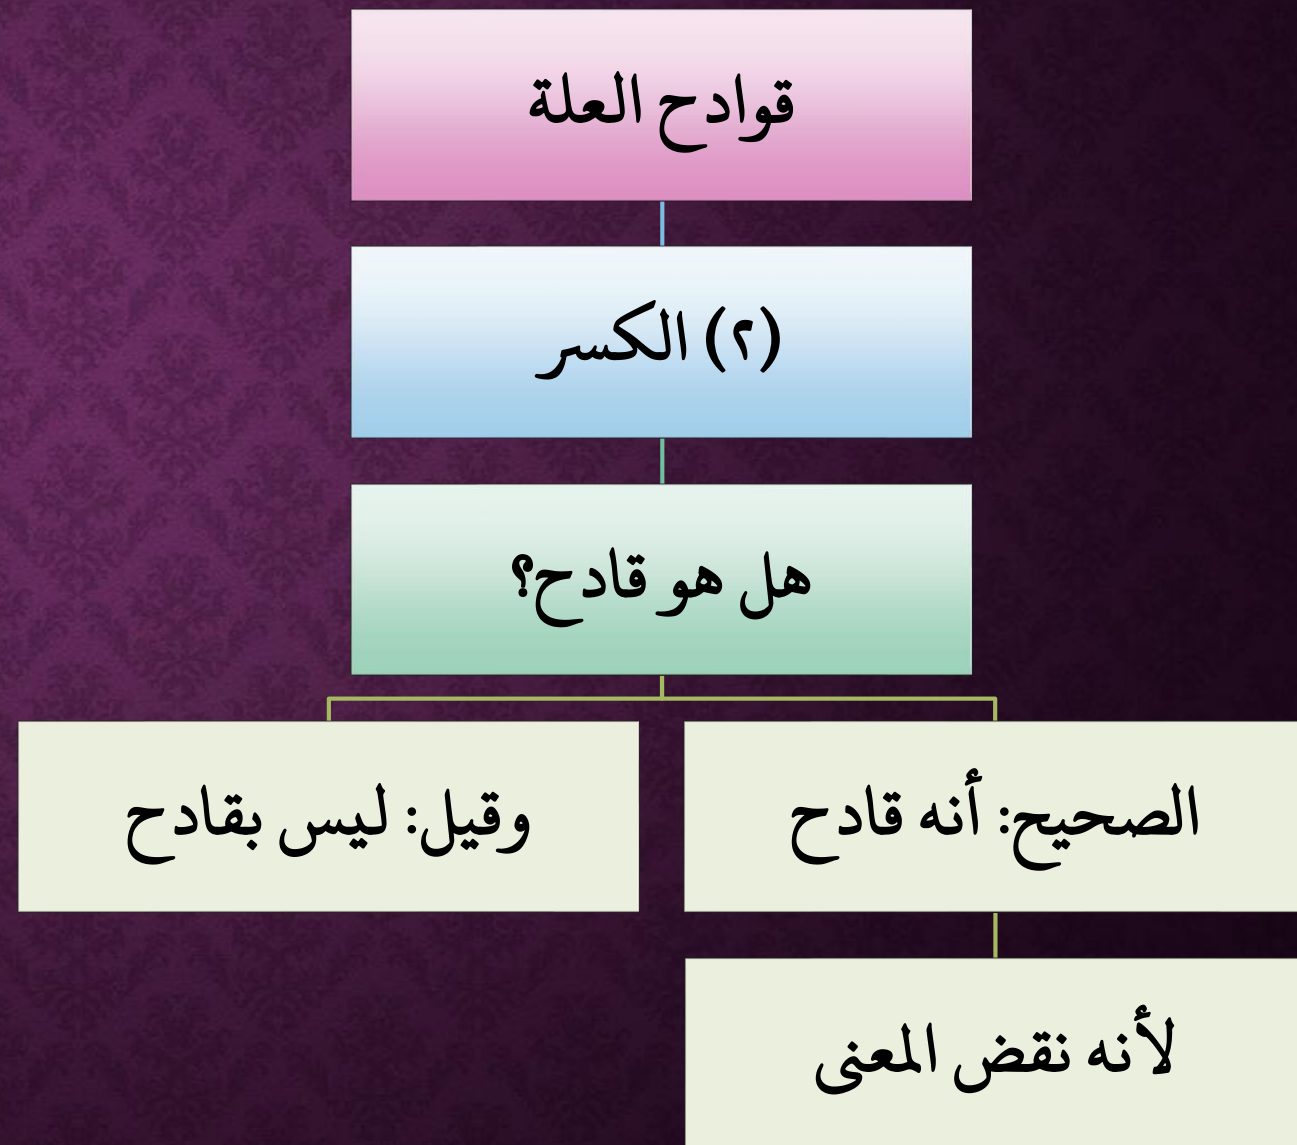 قوادح العلة
(٢) الكسر
هل هو قادح؟
الصحيح: أنه قادح
وقيل: ليس بقادح
لأنه نقض المعنى